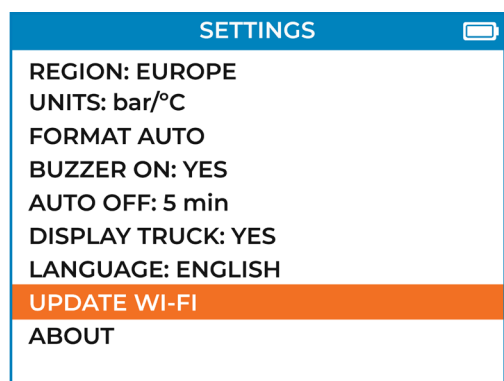 SETTINGS
REGION: EUROPE
UNITS: bar/°C
FORMAT AUTO
BUZZER ON: YES
AUTO OFF: 5 min
DISPLAY TRUCK: YES
LANGUAGE: ENGLISH
UPDATE WI-FI
ABOUT